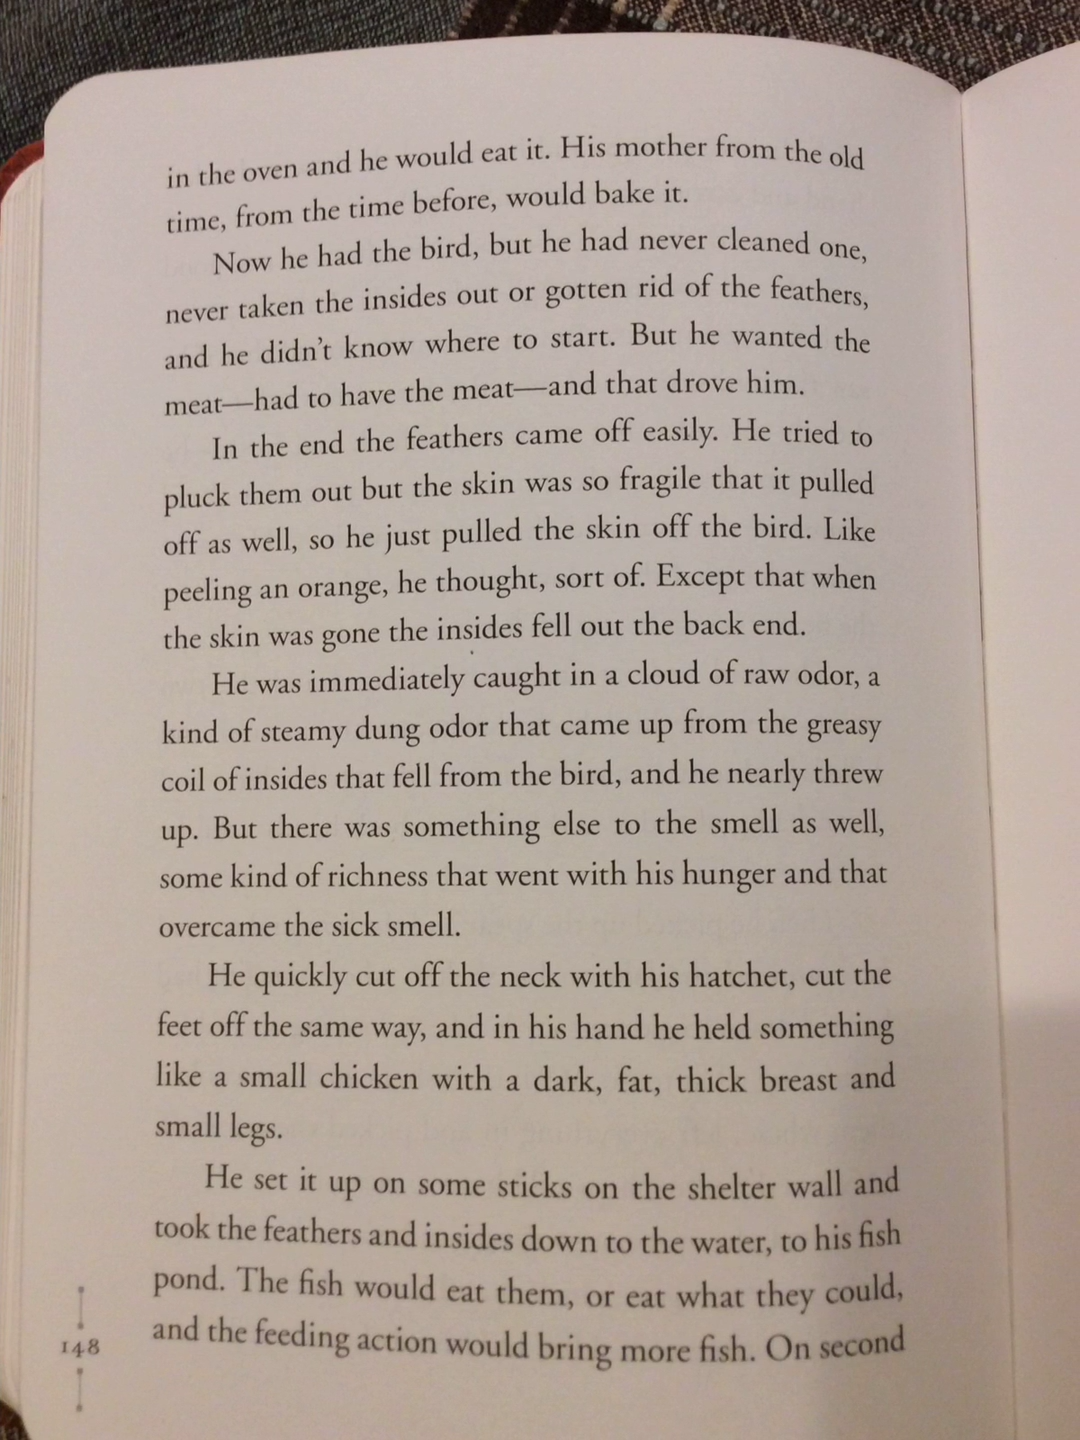 in the oven and he would eat it. His mother from the old
time, from the time before, would bake it.
Now he had the bird, but he had never cleaned one,
never taken the insides out or gotten rid of the feathers,
and he didn't know where to start. But he wanted the
meat—had to have the meat—and that drove him.
In the end the feathers came off easily. He tried to
pluck them out but the skin was so fragile that it pulled
off as well, so he just pulled the skin off the bird. Like
peeling an orange, he thought, sort of. Except that when
the skin was gone the insides fell out the back end.
He was immediately caught in a cloud of raw odor, a
kind of steamy dung odor that came up from the greasy
coil of insides that fell from the bird, and he nearly threw
up. But there was something else to the smell as well,
some kind of richness that went with his hunger and that
overcame the sick smell.
He quickly cut off the neck with his hatchet, cut the
feet off the same way, and in his hand he held something
like a small chicken with a dark, fat, thick breast and
small legs.
He set it up on some sticks on the shelter wall and
took the feathers and insides down to the water, to his fish
pond. The fish would eat them, or eat what they could,
and the feeding action would bring more fish. On second
148